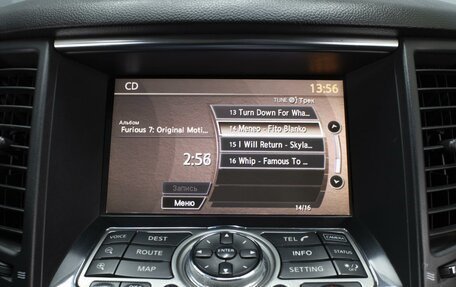 CD
13:56
TUNE Трек
Альбом
Furious 7: Original Moti...
13 Turn Down For Wha...
14 Meneo - Fito Blanko
15 I Will Return - Skyla...
16 Whip - Famous To ...
2:56
Запись
Меню
14/16
VOICE
DEST
ROUTE
MAP
ENTER
TEL
CAMERA
INFO
STATUS
SETTING